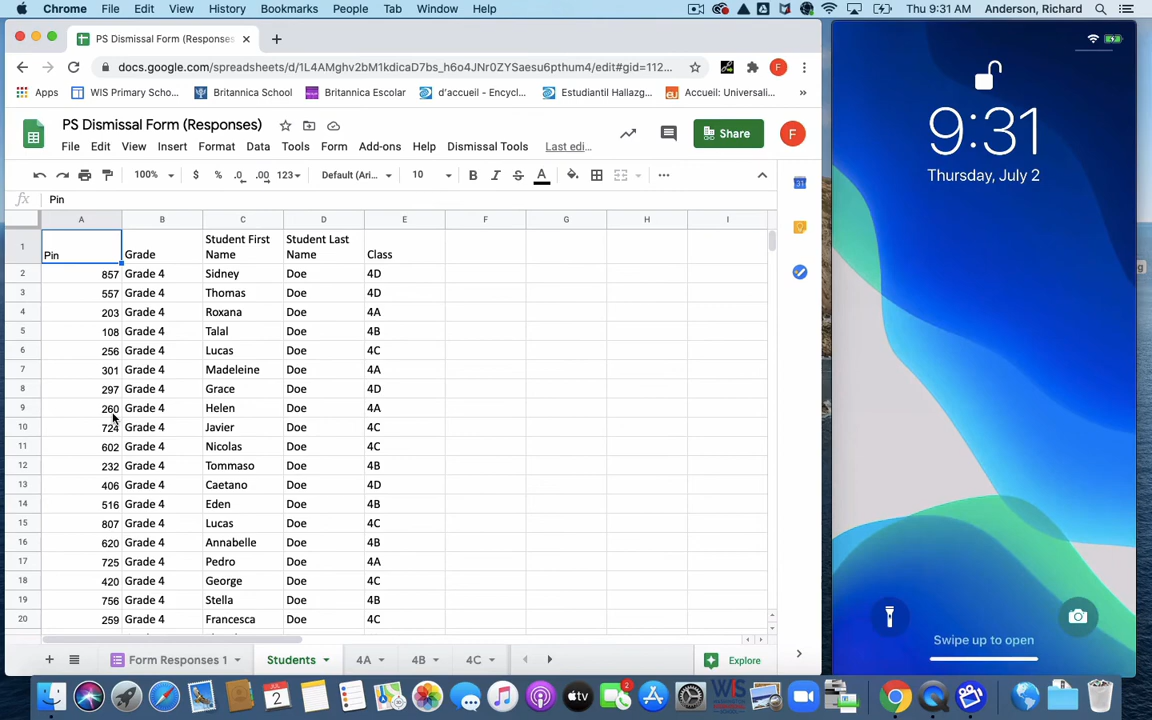 Chrome File Edit View History Bookmarks People Tab Window Help Thu 9:31 AM Anderson, Richard
PS Dismissal Form (Responses)
docs.google.com/spreadsheets/d/1L4AMghv2bM1kdicaD7bs_h6o4JNr0ZYSaesu6pthum4/edit#gid=112...
F
Apps WIS Primary Scho... Britannica School Britannica Escolar d'accueil - Encycl... Estudiantil Hallazg... Accueil: Universali... »
PS Dismissal Form (Responses)
Share
F
File Edit View Insert Format Data Tools Form Add-ons Help Dismissal Tools Last edi...
100% $ % .0 .00 123 Default (Ari... 10 B I S A
fx Pin
A B C D E F G H I
1 Pin Grade Student First Name Student Last Name Class
2 857 Grade 4 Sidney Doe 4D
3 557 Grade 4 Thomas Doe 4D
4 203 Grade 4 Roxana Doe 4A
5 108 Grade 4 Talal Doe 4B
6 256 Grade 4 Lucas Doe 4C
7 301 Grade 4 Madeleine Doe 4A
8 297 Grade 4 Grace Doe 4D
9 260 Grade 4 Helen Doe 4A
10 724 Grade 4 Javier Doe 4C
11 602 Grade 4 Nicolas Doe 4C
12 232 Grade 4 Tommaso Doe 4B
13 406 Grade 4 Caetano Doe 4D
14 516 Grade 4 Eden Doe 4B
15 807 Grade 4 Lucas Doe 4C
16 620 Grade 4 Annabelle Doe 4B
17 725 Grade 4 Pedro Doe 4A
18 420 Grade 4 George Doe 4C
19 756 Grade 4 Stella Doe 4B
20 259 Grade 4 Francesca Doe 4C
Form Responses 1 Students 4A 4B 4C Explore
9:31
Thursday, July 2
Swipe up to open
JUL
2
tv
2
WIS